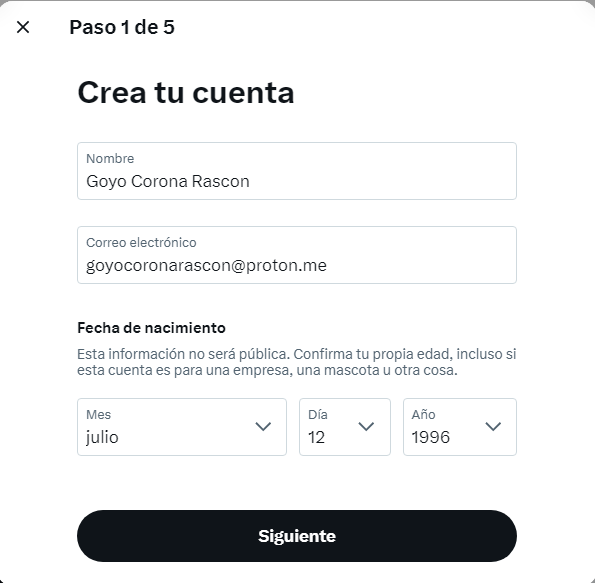 Paso 1 de 5
Crea tu cuenta
Nombre
Goyo Corona Rascon
Correo electrónico
goyocoronarascon@proton.me
Fecha de nacimiento
Esta información no será pública. Confirma tu propia edad, incluso si
esta cuenta es para una empresa, una mascota u otra cosa.
Mes
julio
Día
12
Año
1996
Siguiente